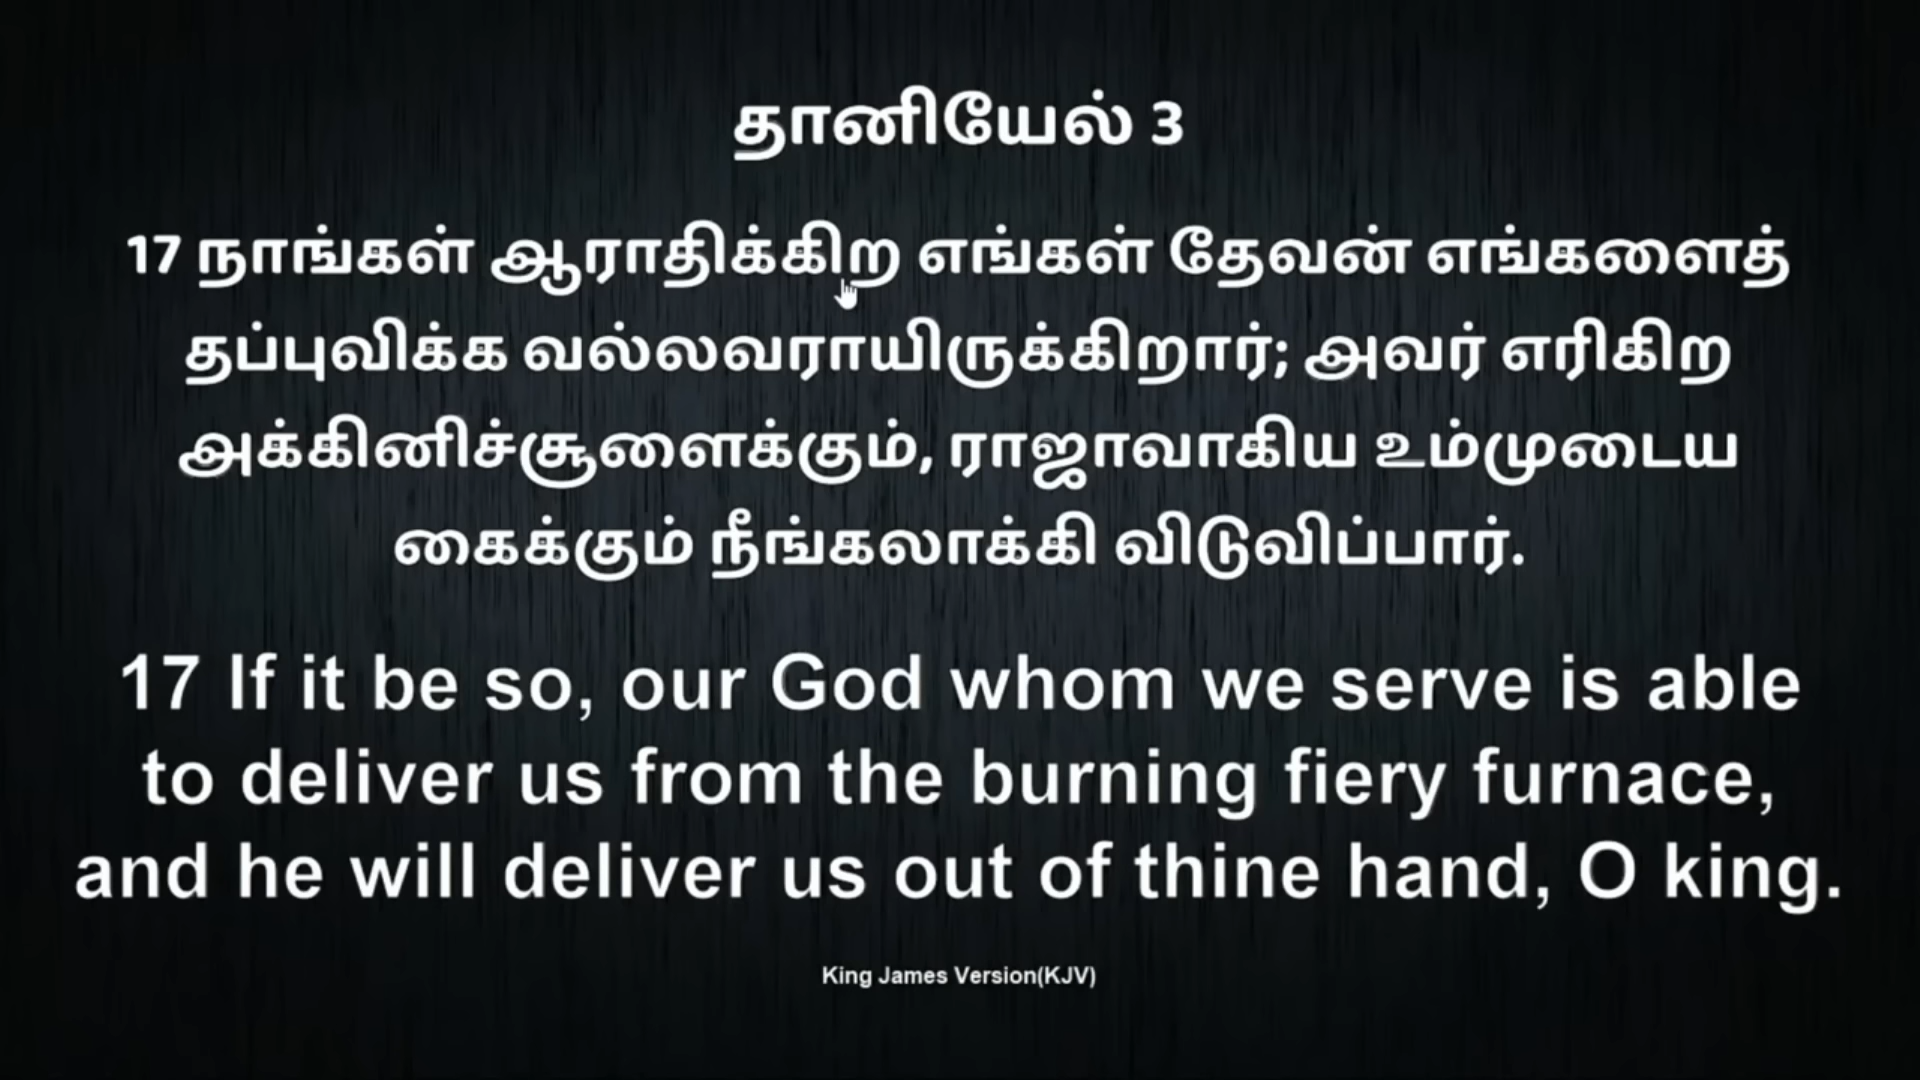 தானியேல் 3
17 நாங்கள் ஆராதிக்கிற எங்கள் தேவன் எங்களைத்
தப்புவிக்க வல்லவராயிருக்கிறார்; அவர் எரிகிற
அக்கினிச்சூளைக்கும், ராஜாவாகிய உம்முடைய
கைக்கும் நீங்கலாக்கி விடுவிப்பார்.
17 If it be so, our God whom we serve is able
to deliver us from the burning fiery furnace,
and he will deliver us out of thine hand, O king.
King James Version(KJV)